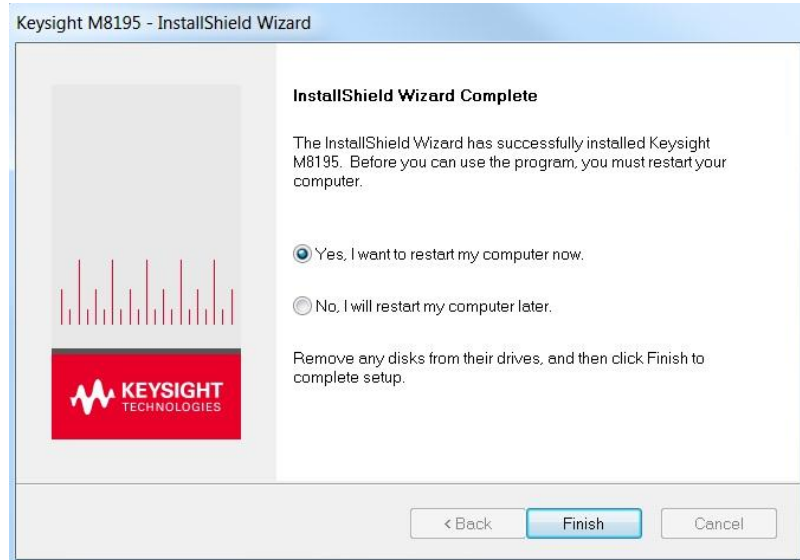 Keysight M8195 - InstallShield Wizard
InstallShield Wizard Complete
The InstallShield Wizard has successfully installed Keysight
M8195. Before you can use the program, you must restart your
computer.
Yes, I want to restart my computer now.
No, I will restart my computer later.
Remove any disks from their drives, and then click Finish to
complete setup.
KEYSIGHT
TECHNOLOGIES
< Back Finish Cancel